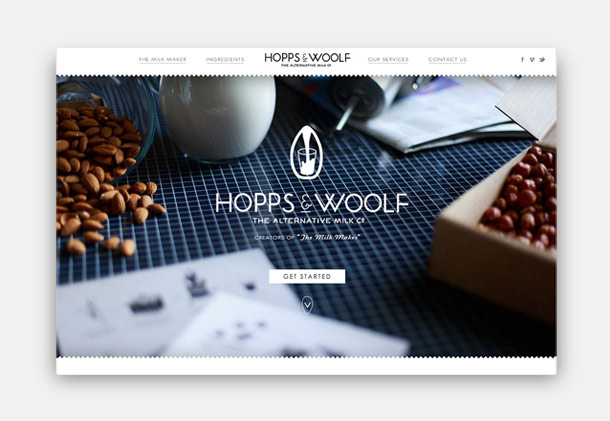 THE MILK MAKER
INGREDIENTS
HOPPS & WOOLF
THE ALTERNATIVE MILK Cº
OUR SERVICES
CONTACT US
HOPPS & WOOLF
THE ALTERNATIVE MILK Cº
CREATORS OF "The Milk Maker"
GET STARTED